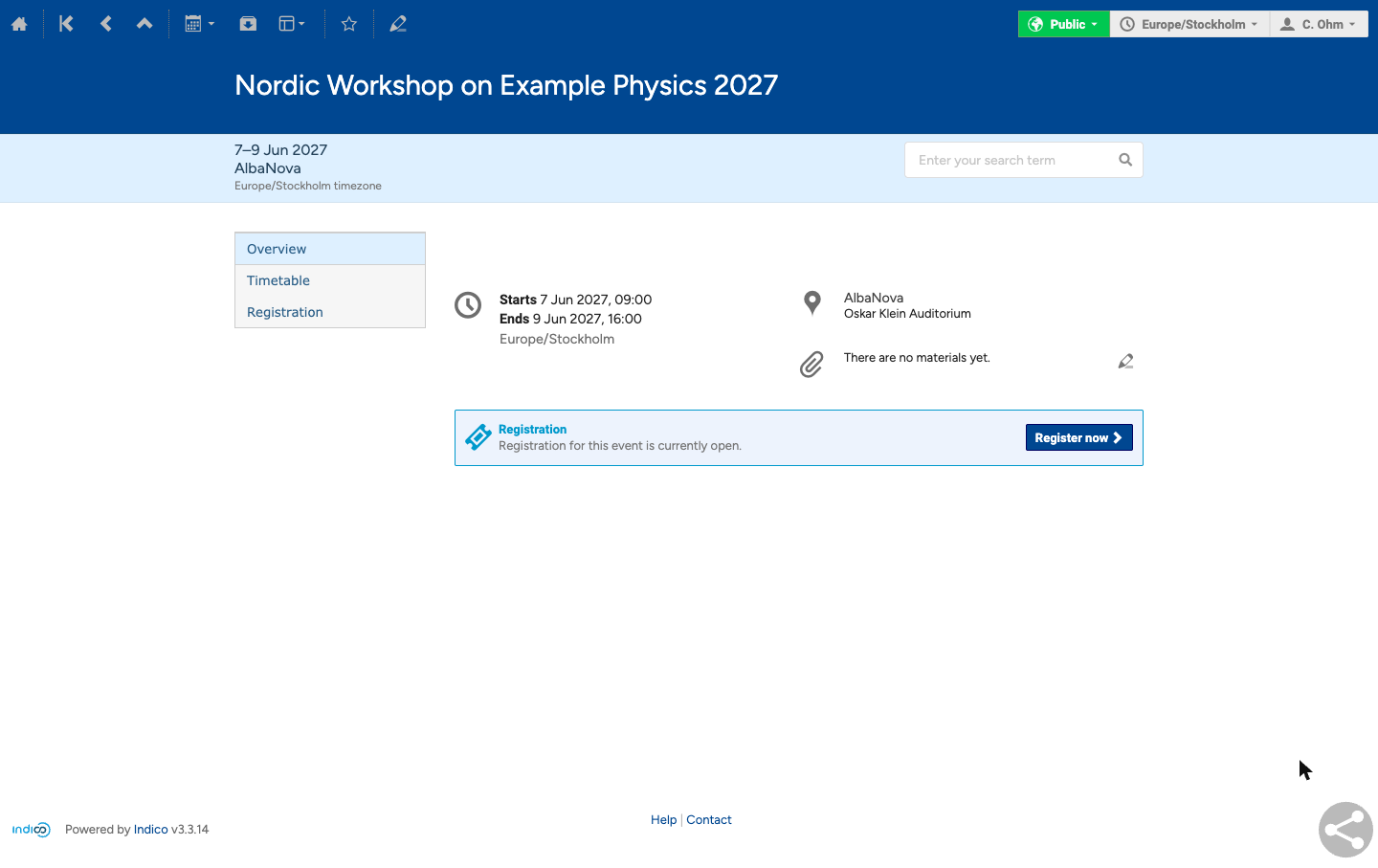 Public
Europe/Stockholm
C. Ohm
Nordic Workshop on Example Physics 2027
7–9 Jun 2027
AlbaNova
Europe/Stockholm timezone
Enter your search term
Overview
Timetable
Registration
Starts 7 Jun 2027, 09:00
Ends 9 Jun 2027, 16:00
Europe/Stockholm
AlbaNova
Oskar Klein Auditorium
There are no materials yet.
Registration
Registration for this event is currently open.
Register now
indico
Powered by Indico v3.3.14
Help | Contact